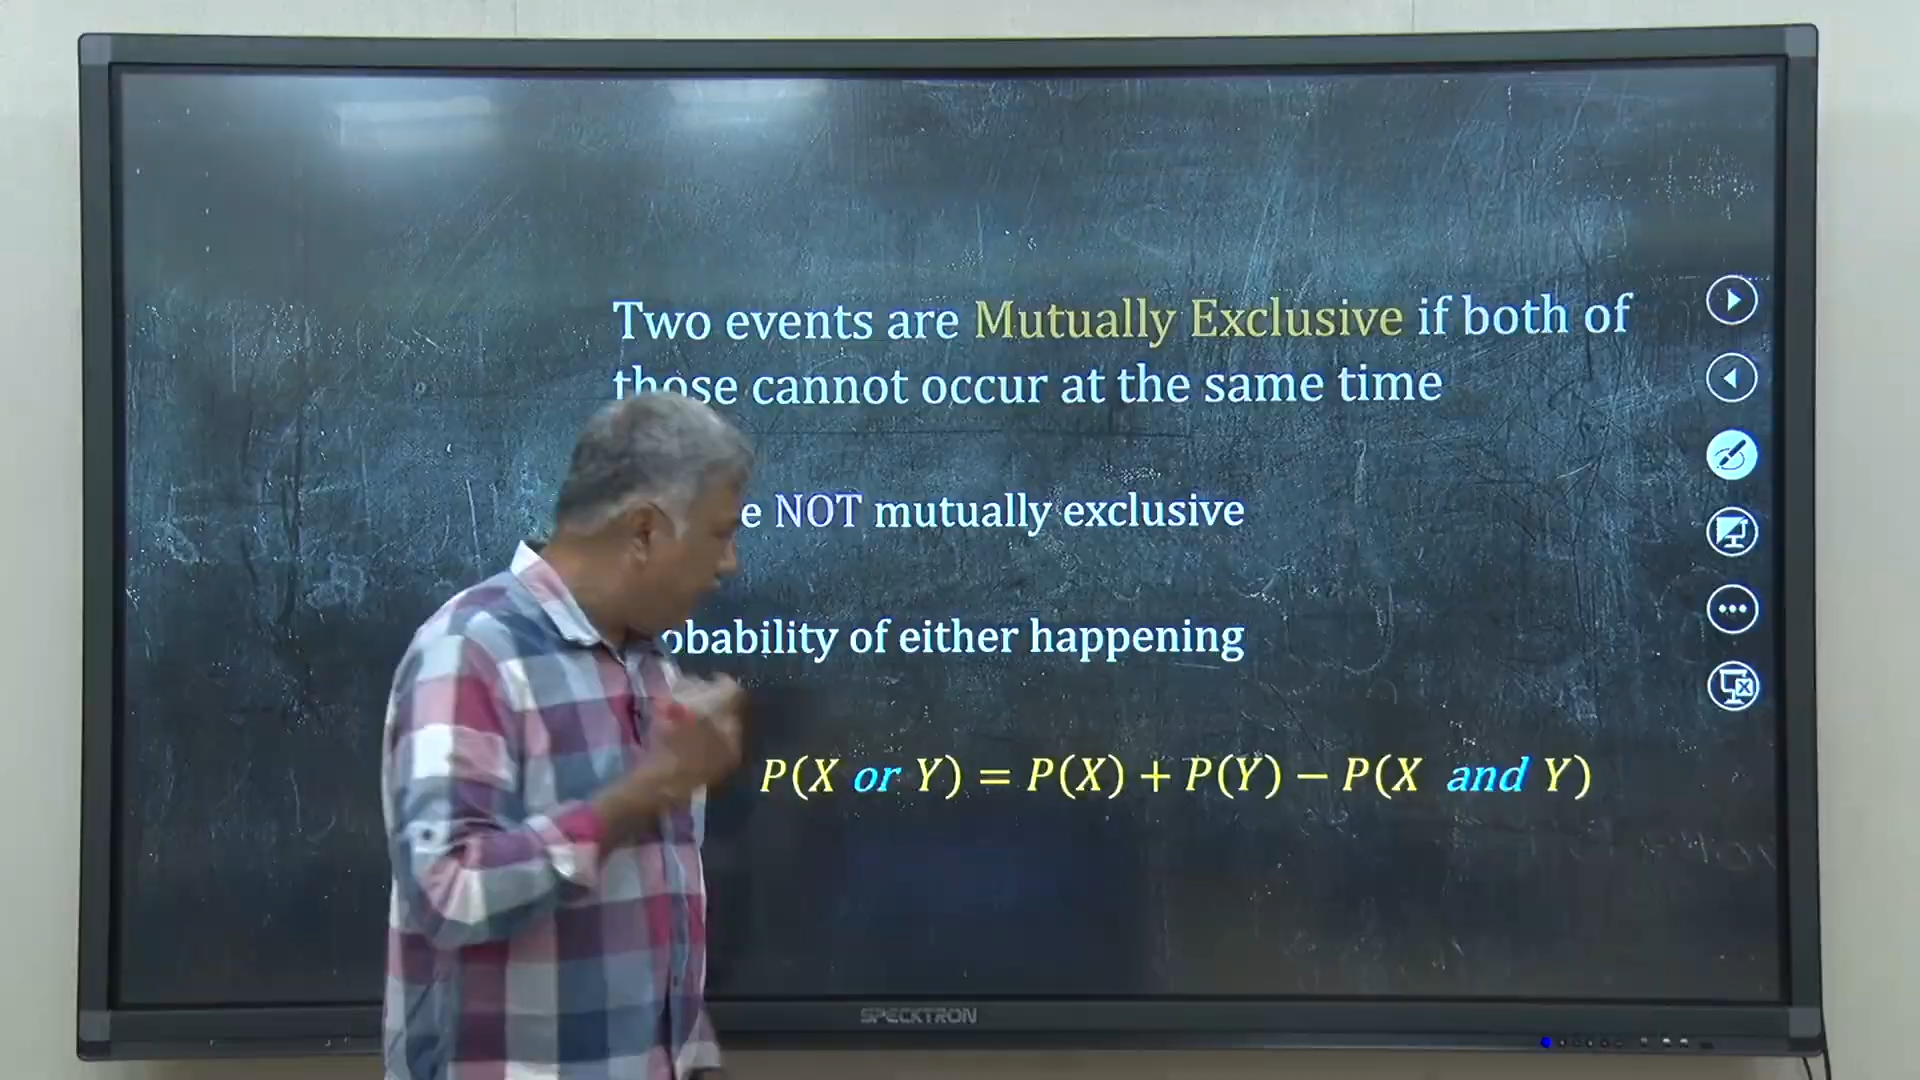 Two events are Mutually Exclusive if both of
those cannot occur at the same time
NOT mutually exclusive
of either happening
P(X or Y) = P(X) + P(Y) − P(X and Y)
SPECKTRON